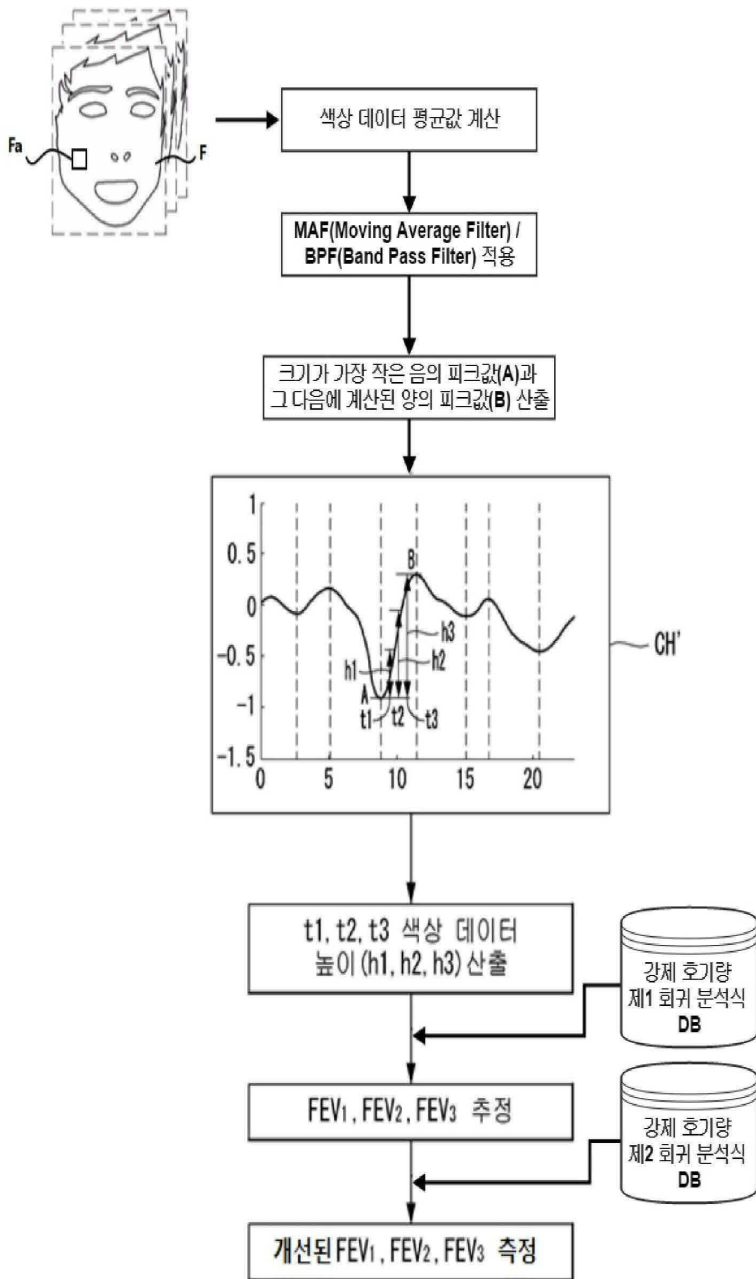 Fa
F
색상 데이터 평균값 계산
MAF(Moving Average Filter) /
BPF(Band Pass Filter) 적용
크기가 가장 작은 음의 피크값(A)과
그 다음에 계산된 양의 피크값(B) 산출
1
0.5
0
-0.5
-1
-1.5
0
5
10
15
20
B
A
h1
h2
h3
t1
t2
t3
CH'
t1, t2, t3 색상 데이터
높이 (h1, h2, h3) 산출
강제 호기량
제1 회귀 분석식
DB
FEV₁, FEV₂, FEV₃ 추정
강제 호기량
제2 회귀 분석식
DB
개선된 FEV₁, FEV₂, FEV₃ 측정